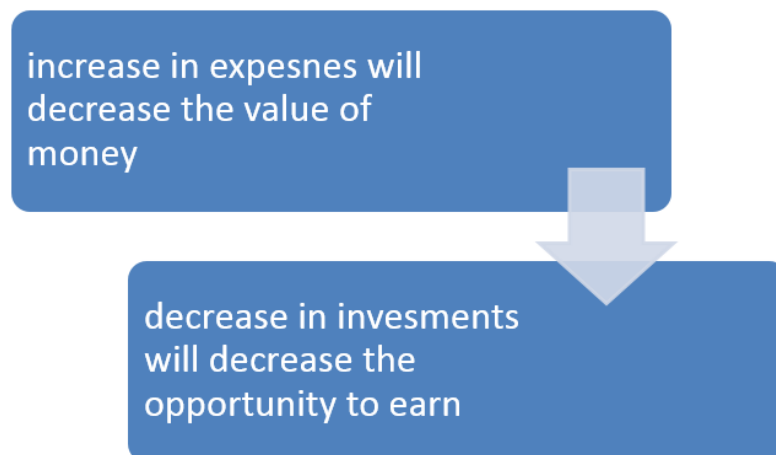 increase in expesnes will
decrease the value of
money
decrease in invesments
will decrease the
opportunity to earn